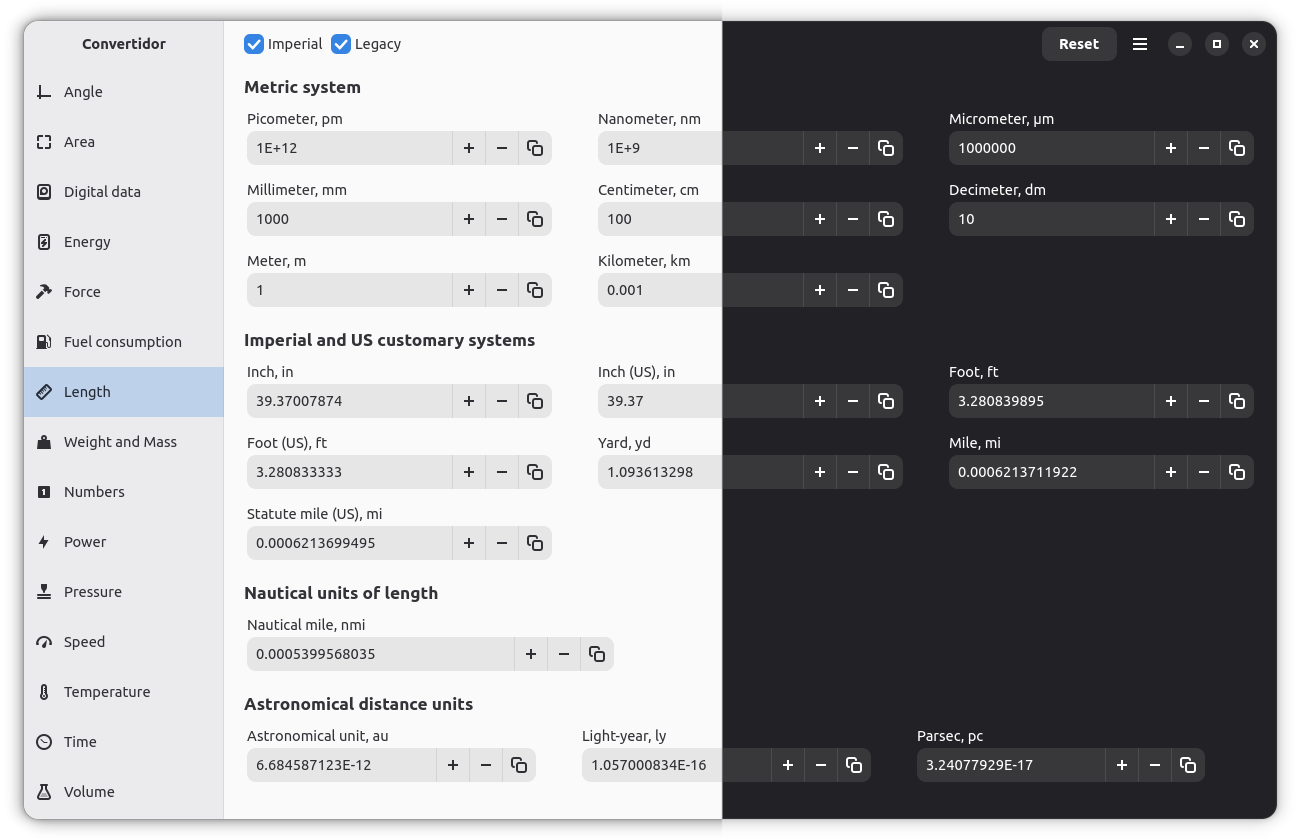 Convertidor
Imperial Legacy
Reset
Angle
Area
Digital data
Energy
Force
Fuel consumption
Length
Weight and Mass
Numbers
Power
Pressure
Speed
Temperature
Time
Volume
Metric system
Picometer, pm Nanometer, nm Micrometer, µm
1E+12 1E+9 1000000
Millimeter, mm Centimeter, cm Decimeter, dm
1000 100 10
Meter, m Kilometer, km
1 0.001
Imperial and US customary systems
Inch, in Inch (US), in Foot, ft
39.37007874 39.37 3.280839895
Foot (US), ft Yard, yd Mile, mi
3.280833333 1.093613298 0.0006213711922
Statute mile (US), mi
0.0006213699495
Nautical units of length
Nautical mile, nmi
0.0005399568035
Astronomical distance units
Astronomical unit, au Light-year, ly Parsec, pc
6.684587123E-12 1.057000834E-16 3.24077929E-17